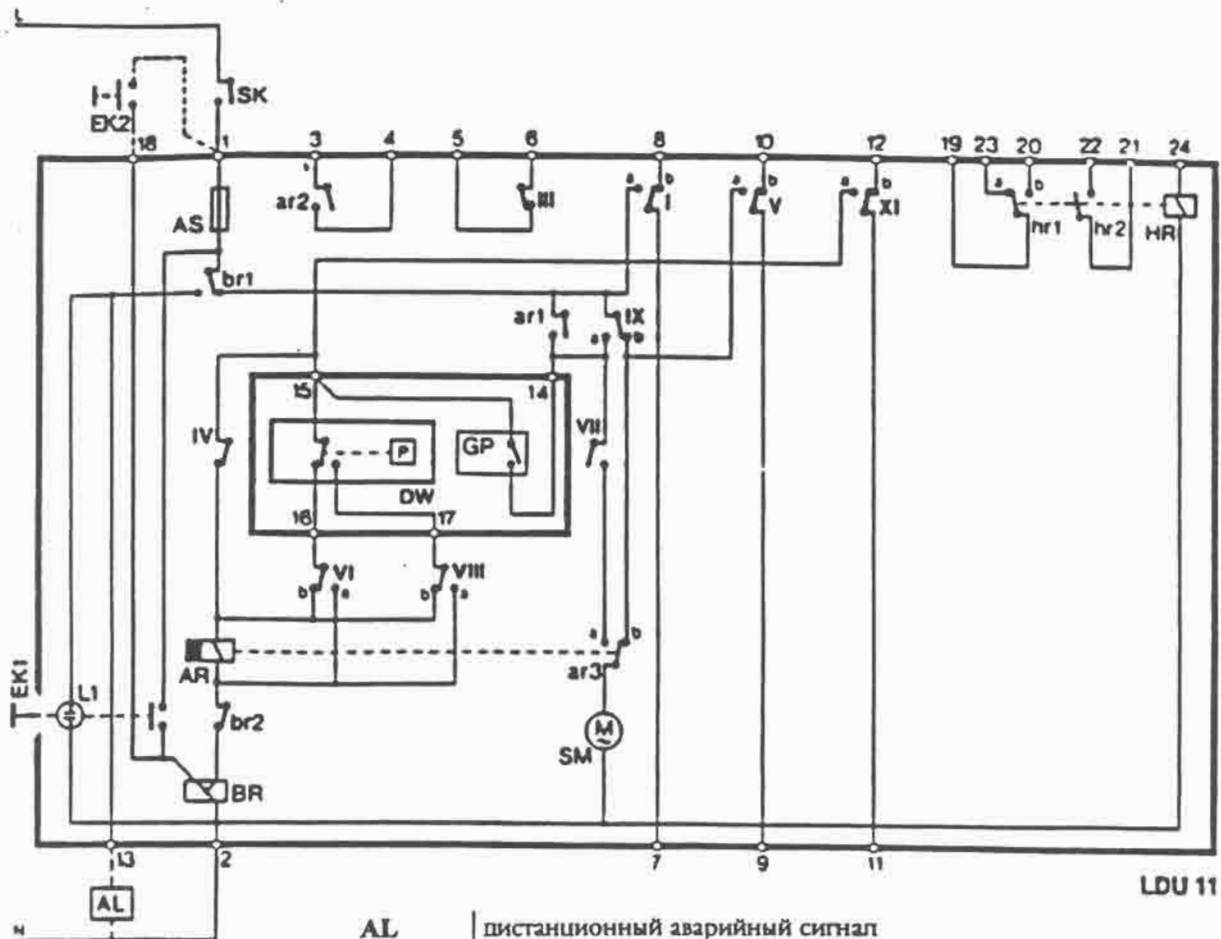 L
SK
EK2
18 1 3 4 5 6 8 10 12 19 23 20 22 21 24
ar2 III a b I a b V a b XI a b hr1 hr2 HR
AS
br1
ar1 IX
a b
15 14
IV GP VII
P
DW
16 17
VI VIII
b a b a
a b
AR ar3
EK1
L1 br2 M
SM
BR
13 2 7 9 11
LDU 11
AL
N
AL дистанционный аварийный сигнал